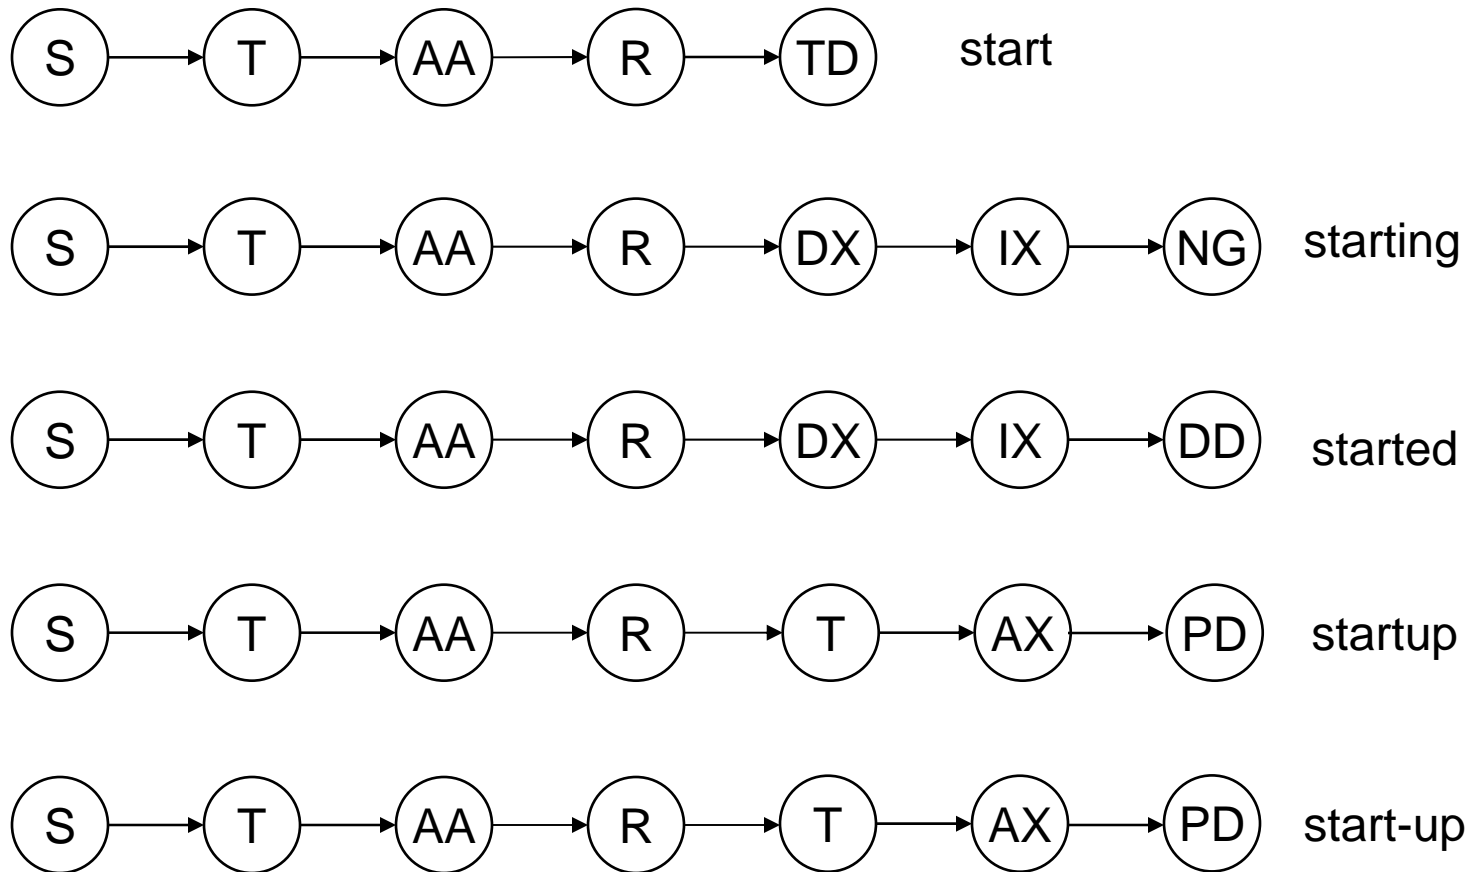 S T AA R TD start
S T AA R DX IX NG starting
S T AA R DX IX DD started
S T AA R T AX PD startup
S T AA R T AX PD start-up